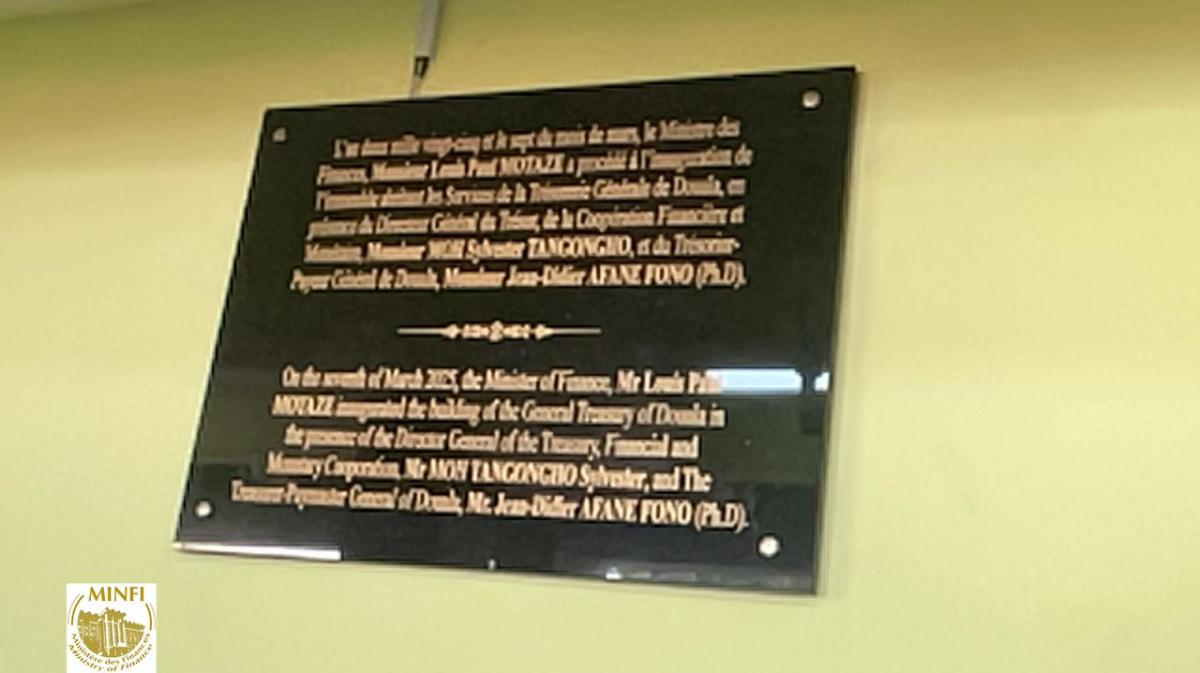 L'an deux mille vingt-cinq et le sept du mois de mars, le Ministre des
Finances, Monsieur Louis Paul MOTAZE a procédé à l'inauguration de
l'immeuble abritant les Services de la Trésorerie Générale de Douala, en
présence du Directeur Général du Trésor, de la Coopération Financière et
Monétaire, Monsieur MOH Sylvester TANGONGHO, et du Trésorier-
Payeur Général de Douala, Monsieur Jean-Didier AFANE FONO (Ph.D).
On the seventh of March 2025, the Minister of Finance, Mr Louis Paul
MOTAZE inaugurated the building of the General Treasury of Douala in
the presence of the Director General of the Treasury, Financial and
Monetary Cooperation, Mr MOH TANGONGHO Sylvester, and The
Treasurer-Paymaster General of Douala, Mr. Jean-Didier AFANE FONO (Ph.D).
MINFI
Ministère des Finances
Ministry of Finance